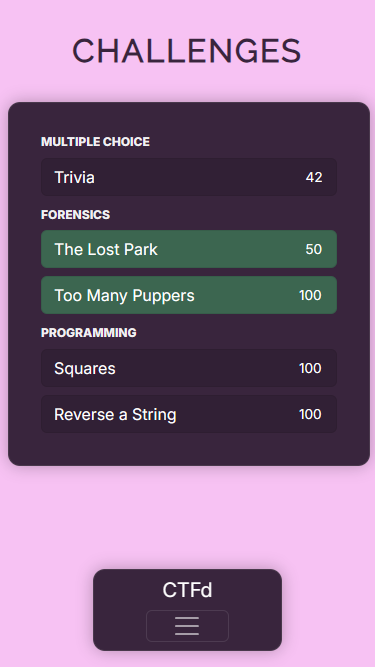 CHALLENGES
MULTIPLE CHOICE
Trivia 42
FORENSICS
The Lost Park 50
Too Many Puppers 100
PROGRAMMING
Squares 100
Reverse a String 100
CTFd